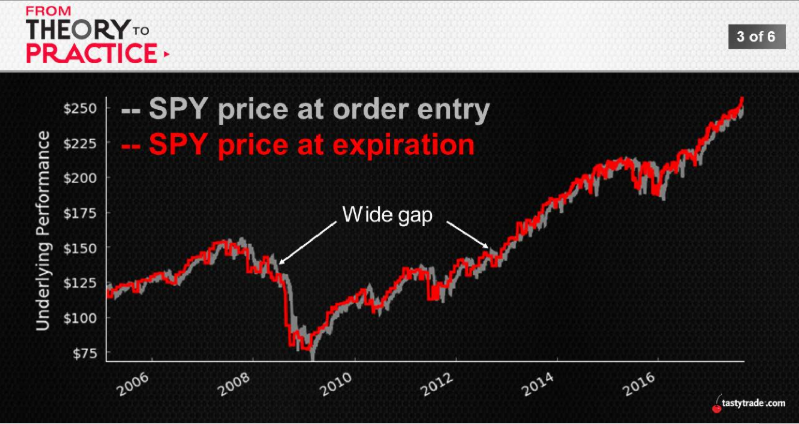 FROM
THEORY TO
PRACTICE
3 of 6
-- SPY price at order entry
-- SPY price at expiration
Wide gap
Underlying Performance
$250
$225
$200
$175
$150
$125
$100
$75
2006
2008
2010
2012
2014
2016
tastytrade.com